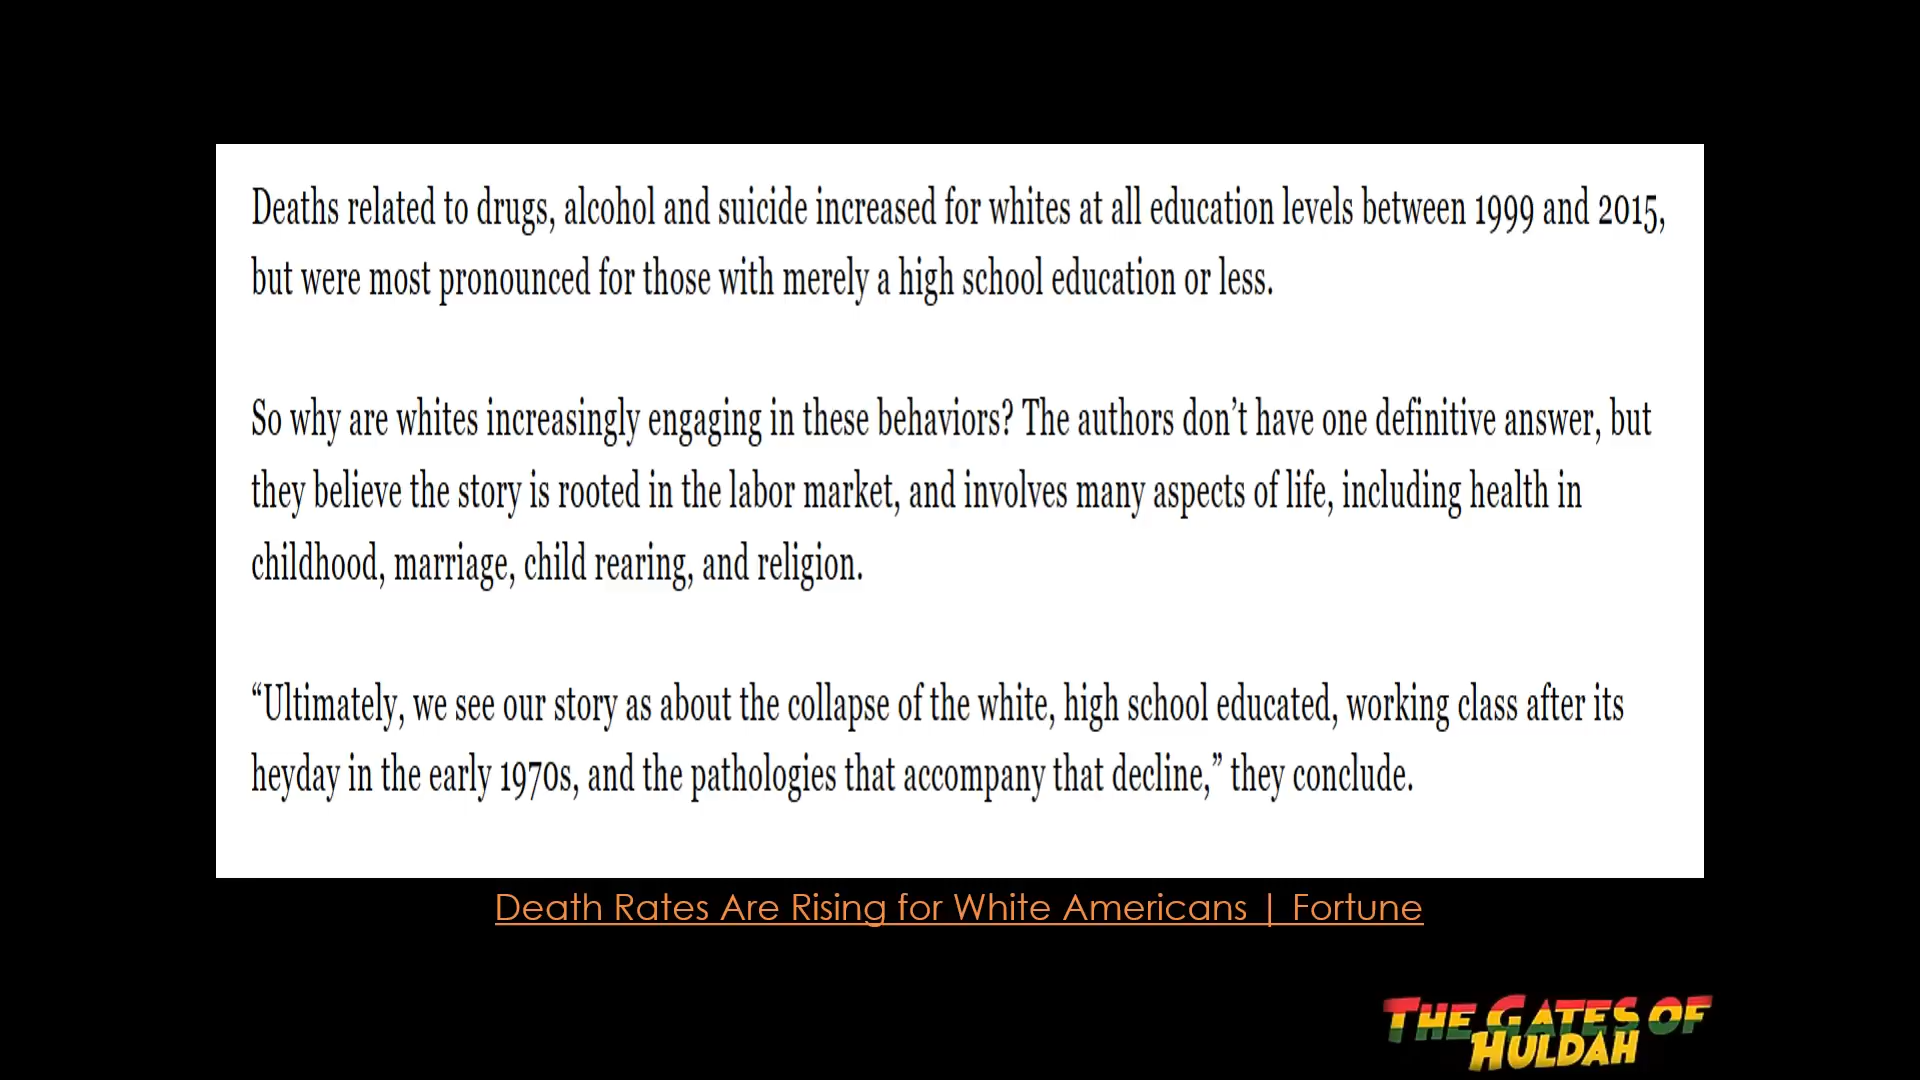 Deaths related to drugs, alcohol and suicide increased for whites at all education levels between 1999 and 2015,
but were most pronounced for those with merely a high school education or less.
So why are whites increasingly engaging in these behaviors? The authors don’t have one definitive answer, but
they believe the story is rooted in the labor market, and involves many aspects of life, including health in
childhood, marriage, child rearing, and religion.
“Ultimately, we see our story as about the collapse of the white, high school educated, working class after its
heyday in the early 1970s, and the pathologies that accompany that decline,” they conclude.
Death Rates Are Rising for White Americans | Fortune
THE GATES OF
HULDAH